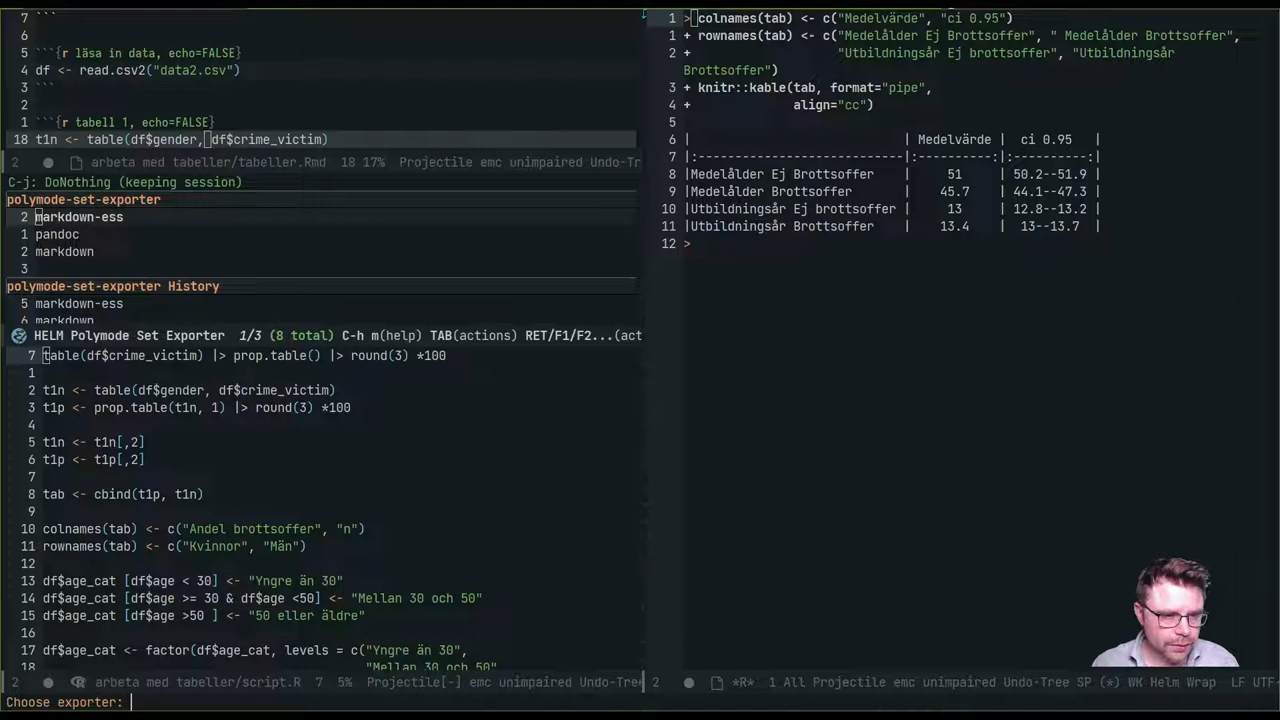 7 ```
6
5 ```{r läsa in data, echo=FALSE}
4 df <- read.csv2("data2.csv")
3 ```
2
1 ```{r tabell 1, echo=FALSE}
18 t1n <- table(df$gender, df$crime_victim)
2 arbeta med tabeller/tabeller.Rmd 18 17% Projectile emc unimpaired Undo-Tr
C-j: DoNothing (keeping session)
polymode-set-exporter
2 markdown-ess
1 pandoc
2 markdown
3
polymode-set-exporter History
5 markdown-ess
6 markdown
HELM Polymode Set Exporter 1/3 (8 total) C-h m(help) TAB(actions) RET/F1/F2...(act
7 table(df$crime_victim) |> prop.table() |> round(3) *100
1
2 t1n <- table(df$gender, df$crime_victim)
3 t1p <- prop.table(t1n, 1) |> round(3) *100
4
5 t1n <- t1n[,2]
6 t1p <- t1p[,2]
7
8 tab <- cbind(t1p, t1n)
9
10 colnames(tab) <- c("Andel brottsoffer", "n")
11 rownames(tab) <- c("Kvinnor", "Män")
12
13 df$age_cat [df$age < 30] <- "Yngre än 30"
14 df$age_cat [df$age >= 30 & df$age <50] <- "Mellan 30 och 50"
15 df$age_cat [df$age >50 ] <- "50 eller äldre"
16
17 df$age_cat <- factor(df$age_cat, levels = c("Yngre än 30",
18 "Mellan 30 och 50",
2 arbeta med tabeller/script.R 7 5% Projectile[-] emc unimpaired Undo-Tree
Choose exporter:
1 > colnames(tab) <- c("Medelvärde", "ci 0.95")
1 + rownames(tab) <- c("Medelålder Ej Brottsoffer", " Medelålder Brottsoffer",
2 + "Utbildningsår Ej brottsoffer", "Utbildningsår
Brottsoffer")
3 + knitr::kable(tab, format="pipe",
4 + align="cc")
5
6 | | Medelvärde | ci 0.95 |
7 |:----------------------------|:----------:|:----------:|
8 |Medelålder Ej Brottsoffer | 51 | 50.2--51.9 |
9 |Medelålder Brottsoffer | 45.7 | 44.1--47.3 |
10 |Utbildningsår Ej brottsoffer | 13 | 12.8--13.2 |
11 |Utbildningsår Brottsoffer | 13.4 | 13--13.7 |
12 >
2 *R* 1 All Projectile emc unimpaired Undo-Tree SP (*) WK Helm Wrap LF UTF-